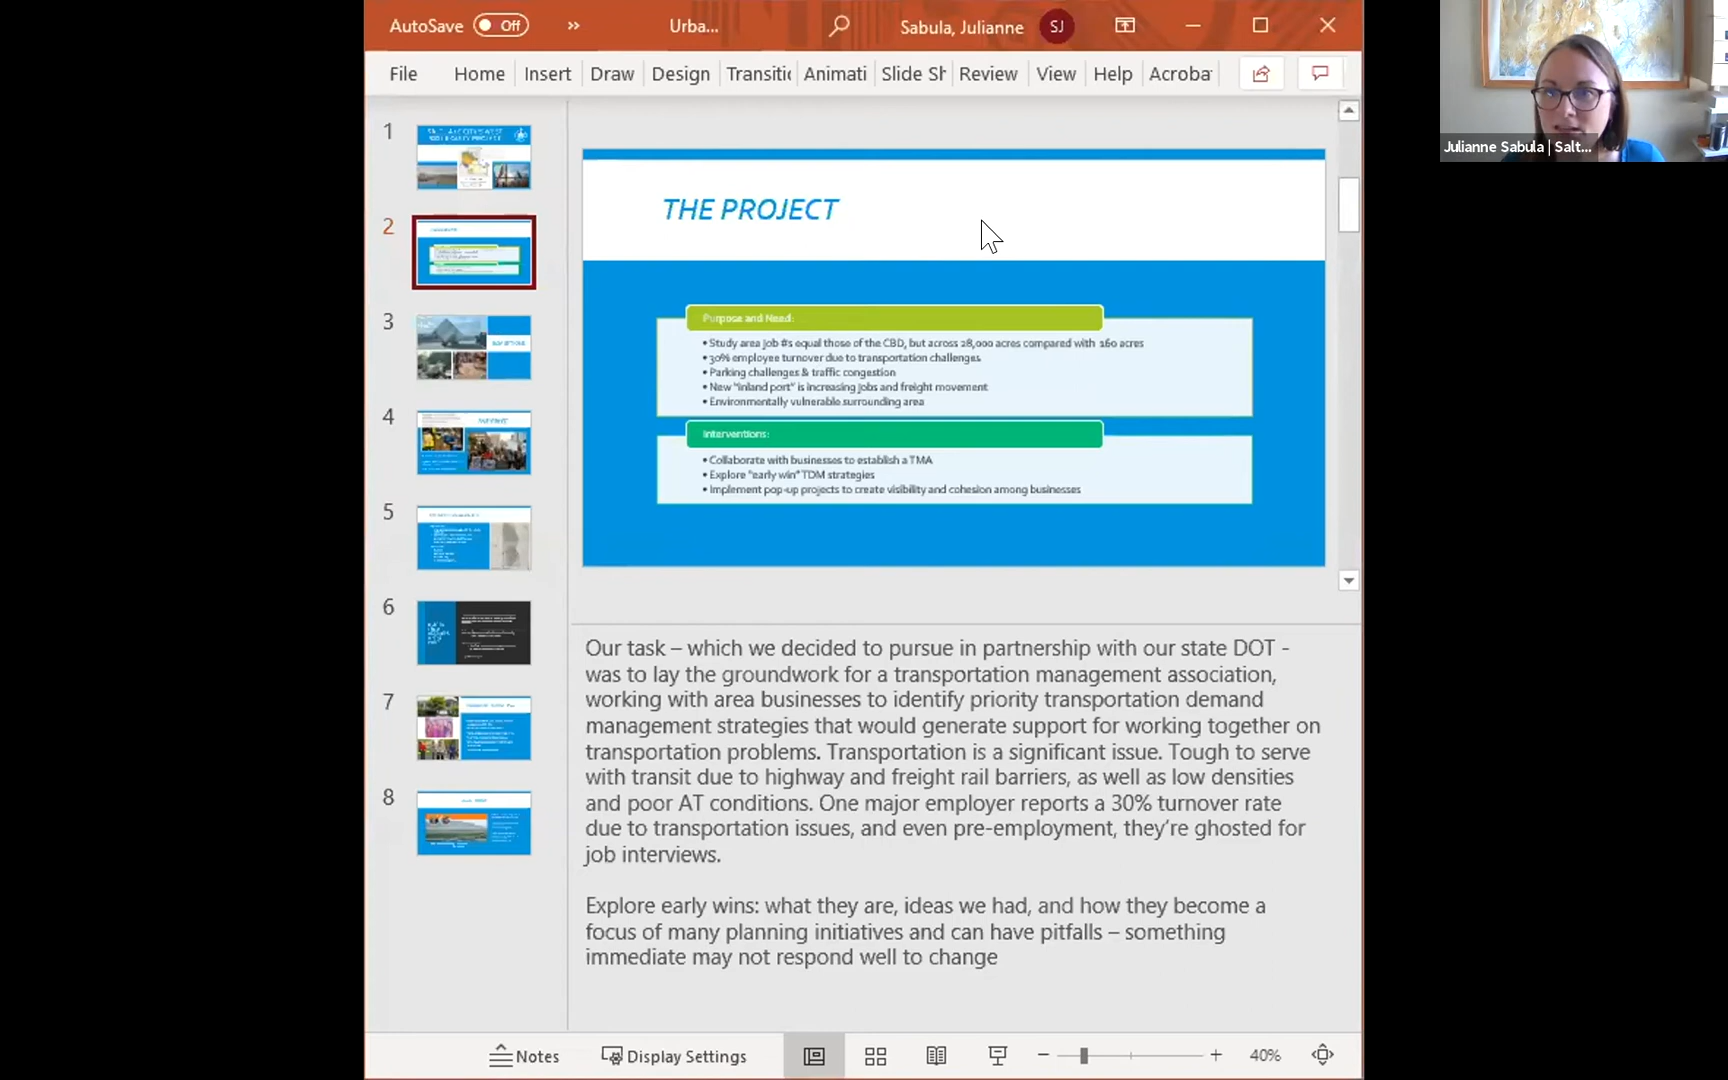 AutoSave Off » Urba... Sabula, Julianne SJ
File Home Insert Draw Design Transitic Animati Slide Sh Review View Help Acroba
Julianne Sabula | Salt...
1
2
3
4
5
6
7
8
THE PROJECT
Purpose and Need:
• Study area job #s equal those of the CBD, but across 28,000 acres compared with 160 acres
• 30% employee turnover due to transportation challenges
• Parking challenges & traffic congestion
• New "inland port" is increasing jobs and freight movement
• Environmentally vulnerable surrounding area
Interventions:
• Collaborate with businesses to establish a TMA
• Explore "early win" TDM strategies
• Implement pop-up projects to create visibility and cohesion among businesses
Our task – which we decided to pursue in partnership with our state DOT -
was to lay the groundwork for a transportation management association,
working with area businesses to identify priority transportation demand
management strategies that would generate support for working together on
transportation problems. Transportation is a significant issue. Tough to serve
with transit due to highway and freight rail barriers, as well as low densities
and poor AT conditions. One major employer reports a 30% turnover rate
due to transportation issues, and even pre-employment, they're ghosted for
job interviews.
Explore early wins: what they are, ideas we had, and how they become a
focus of many planning initiatives and can have pitfalls – something
immediate may not respond well to change
Notes Display Settings 40%